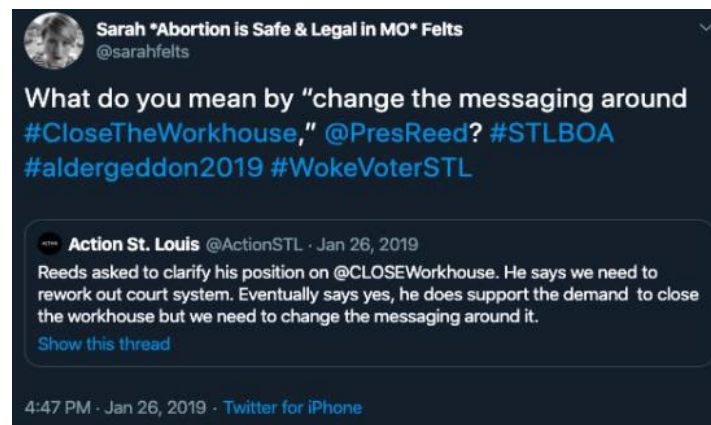 Sarah *Abortion is Safe & Legal in MO* Felts
@sarahfelts
What do you mean by “change the messaging around
#CloseTheWorkhouse,” @PresReed? #STLBOA
#aldergeddon2019 #WokeVoterSTL
Action St. Louis @ActionSTL · Jan 26, 2019
Reeds asked to clarify his position on @CLOSEWorkhouse. He says we need to
rework out court system. Eventually says yes, he does support the demand to close
the workhouse but we need to change the messaging around it.
Show this thread
4:47 PM · Jan 26, 2019 · Twitter for iPhone